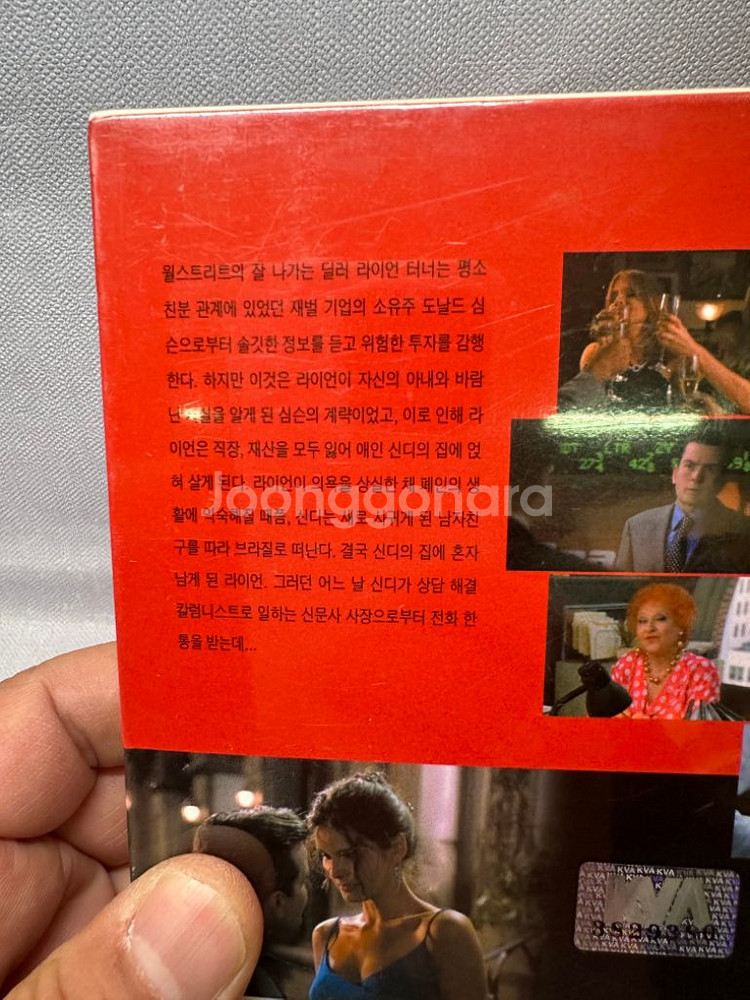 월스트리트의 잘 나가는 딜러 라이언 터너는 평소
친분 관계에 있었던 재벌 기업의 소유주 도날드 심
슨으로부터 솔깃한 정보를 듣고 위험한 투자를 감행
한다. 하지만 이것은 라이언이 자신의 아내와 바람
난 사실을 알게 된 심슨의 계략이었고, 이로 인해 라
이언은 직장, 재산을 모두 잃어 애인 신디의 집에 얹
혀 살게 된다. 라이언이 의욕을 상실한 채 폐인의 생
활에 익숙해질 때쯤, 신디는 새로 사귀게 된 남자친
구를 따라 브라질로 떠난다. 결국 신디의 집에 혼자
남게 된 라이언. 그러던 어느 날 신디가 상담 해결
칼럼니스트로 일하는 신문사 사장으로부터 전화 한
통을 받는데...
Joonggonara
KVA